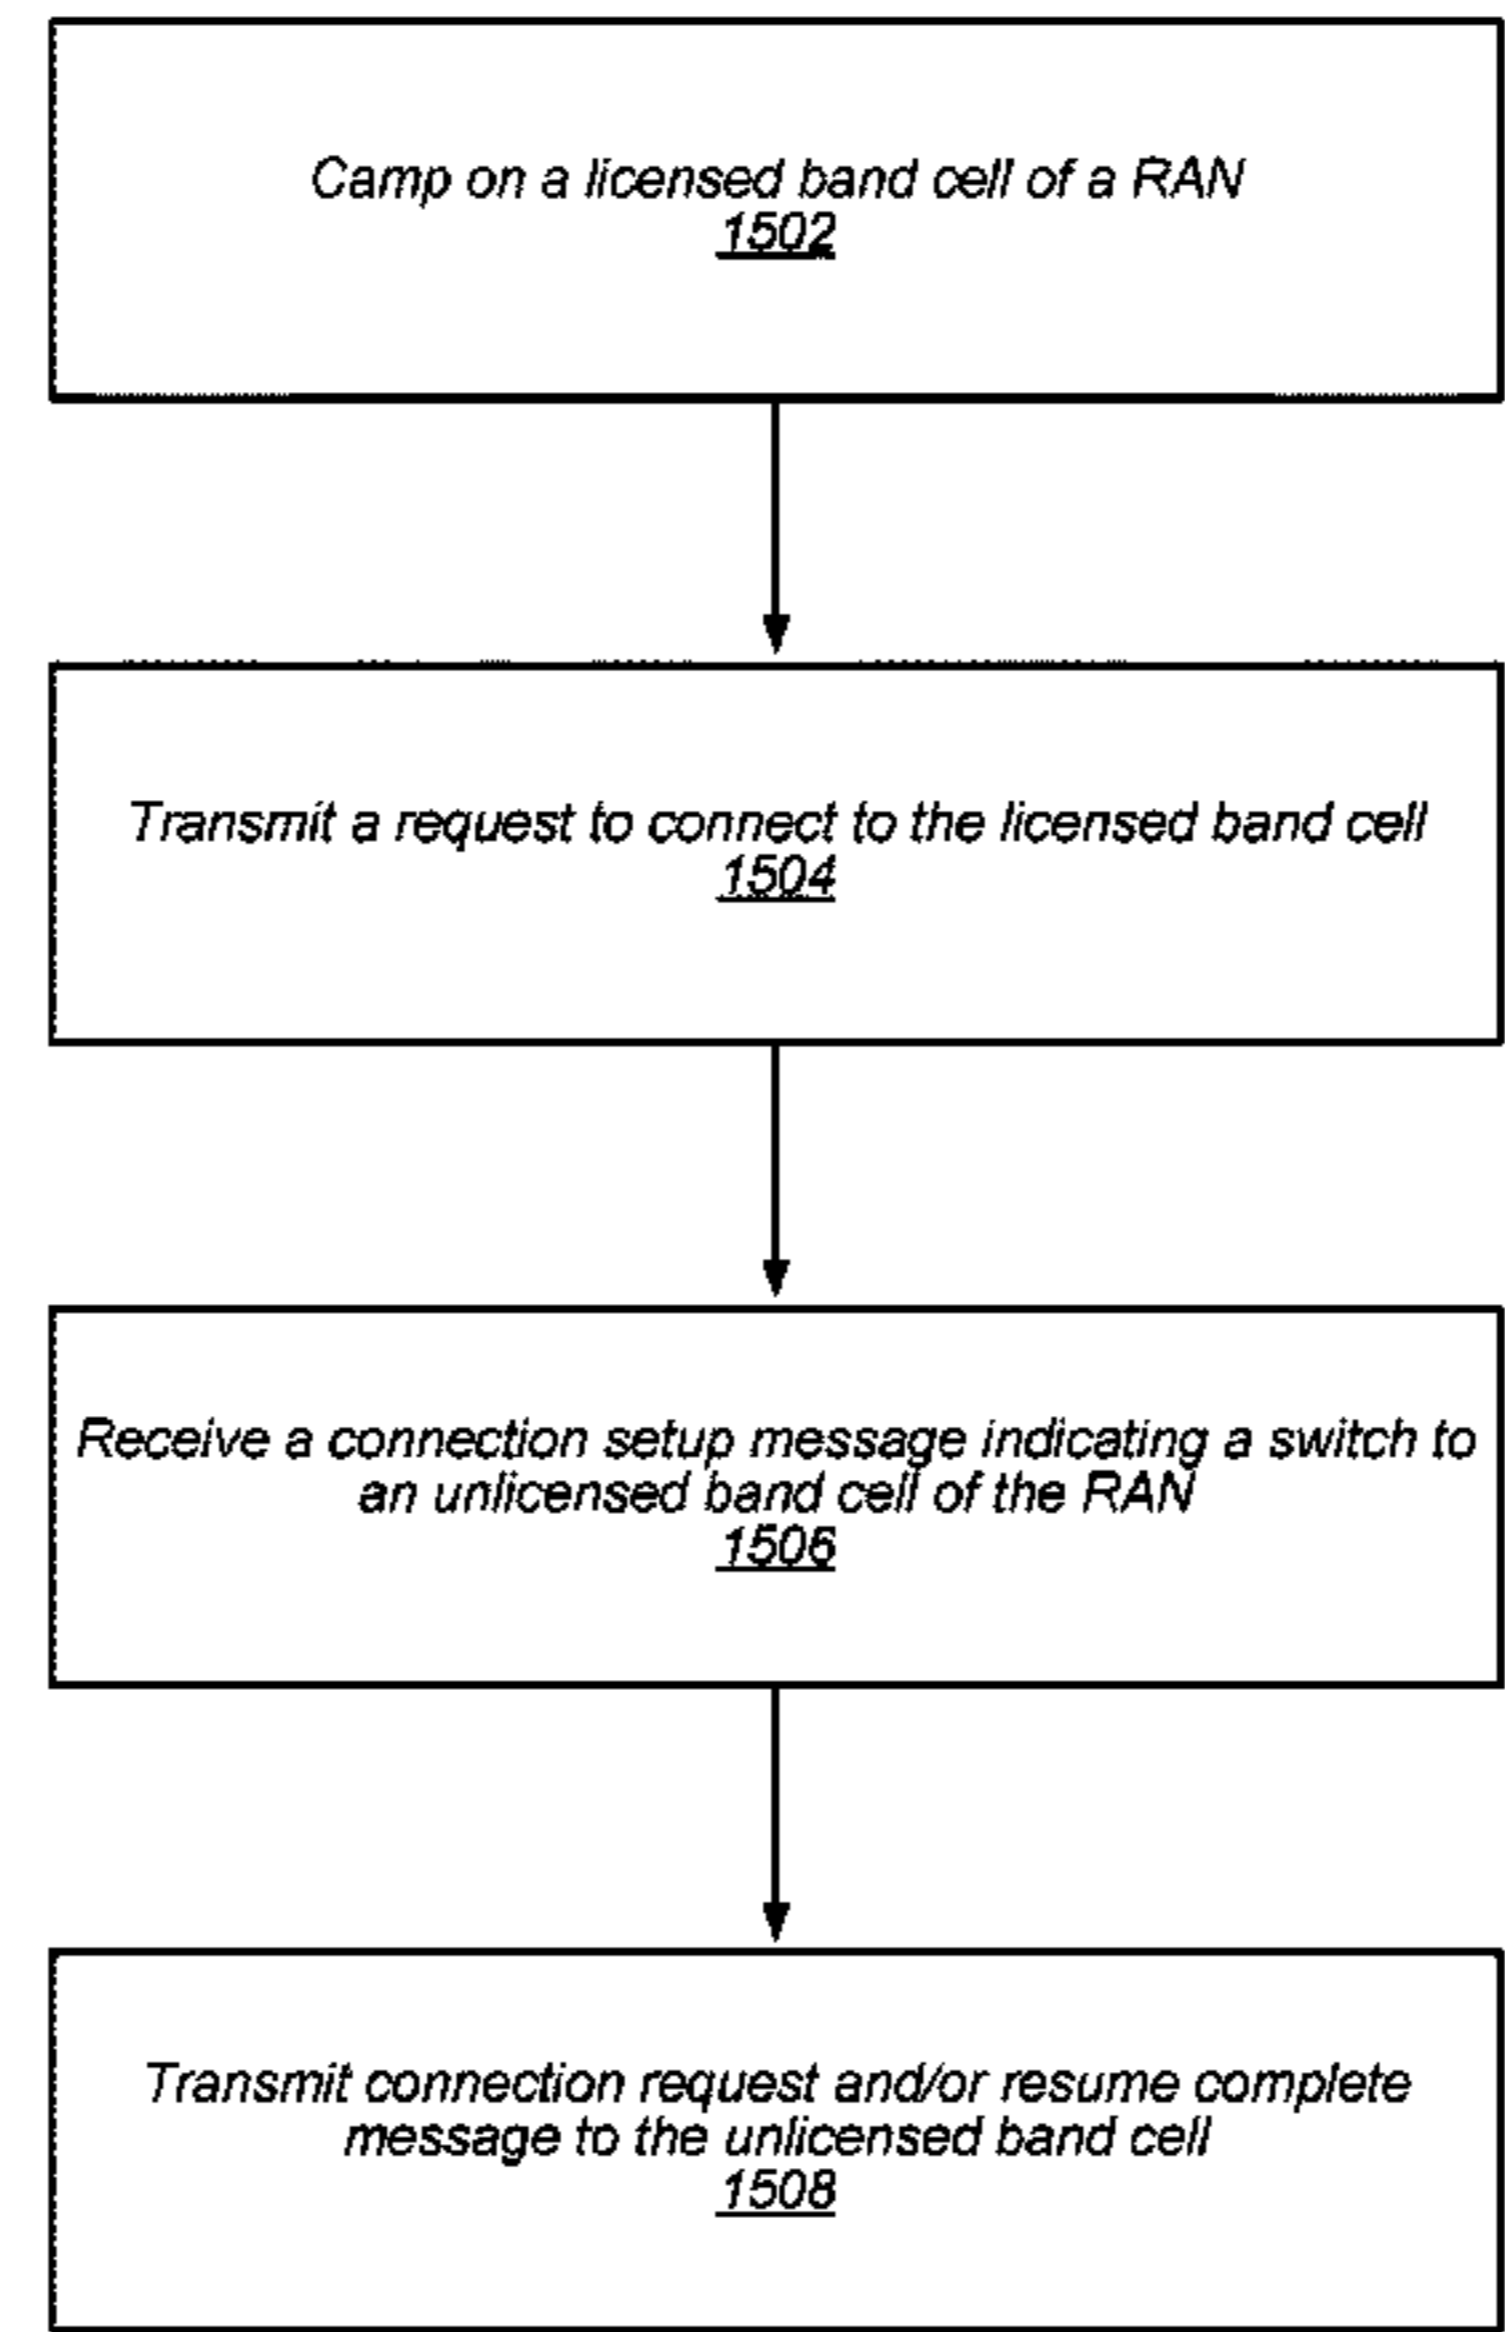 Camp on a licensed band cell of a RAN
1502
Transmit a request to connect to the licensed band cell
1504
Receive a connection setup message indicating a switch to
an unlicensed band cell of the RAN
1506
Transmit connection request and/or resume complete
message to the unlicensed band cell
1508